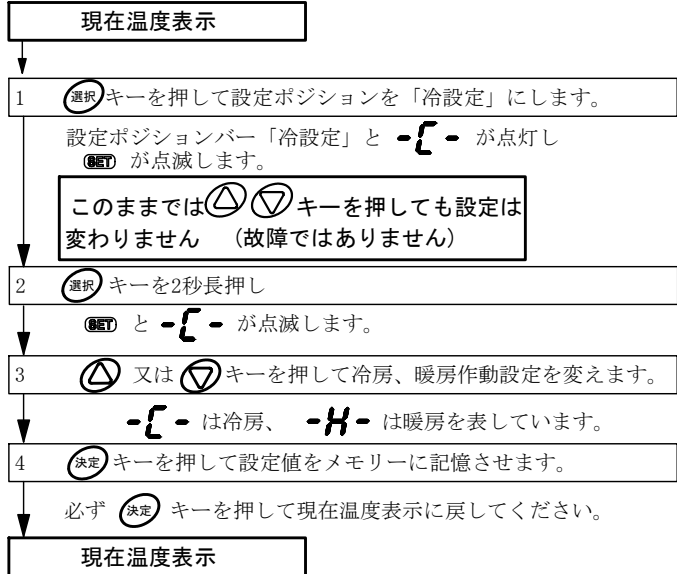 現在温度表示
1 選択キーを押して設定ポジションを「冷設定」にします。
設定ポジションバー「冷設定」と -C- が点灯し
SET が点滅します。
このままでは△▽キーを押しても設定は
変わりません (故障ではありません)
2 選択キーを2秒長押し
SET と -C- が点滅します。
3 △ 又は ▽キーを押して冷房、暖房作動設定を変えます。
-C- は冷房、 -H- は暖房を表しています。
4 決定キーを押して設定値をメモリーに記憶させます。
必ず 決定 キーを押して現在温度表示に戻してください。
現在温度表示